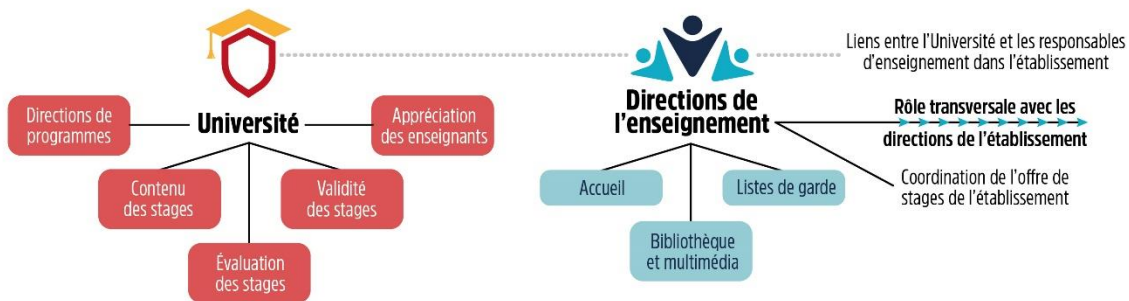 Liens entre l'Université et les responsables
d'enseignement dans l'établissement
Université
Directions de
programmes
Appréciation
des enseignants
Contenu
des stages
Validité
des stages
Évaluation
des stages
Directions de
l'enseignement
Rôle transversale avec les
directions de l'établissement
Accueil
Listes de garde
Coordination de l'offre de
stages de l'établissement
Bibliothèque
et multimédia